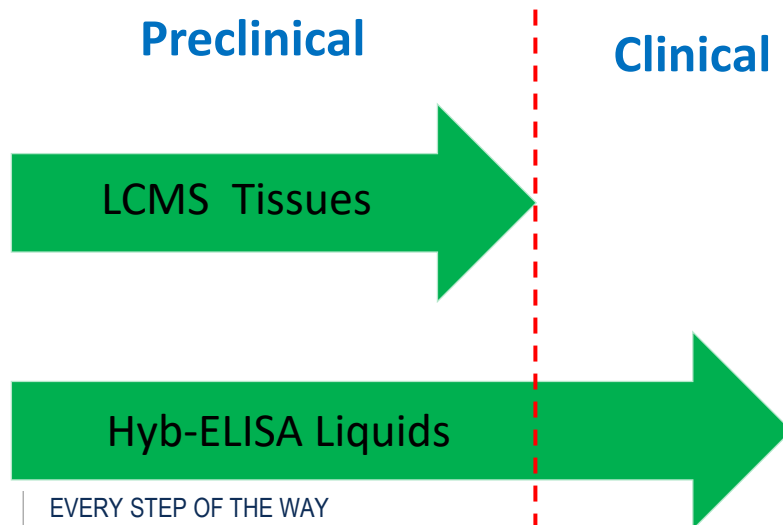 Preclinical
Clinical
LCMS  Tissues
Hyb-ELISA Liquids
EVERY STEP OF THE WAY